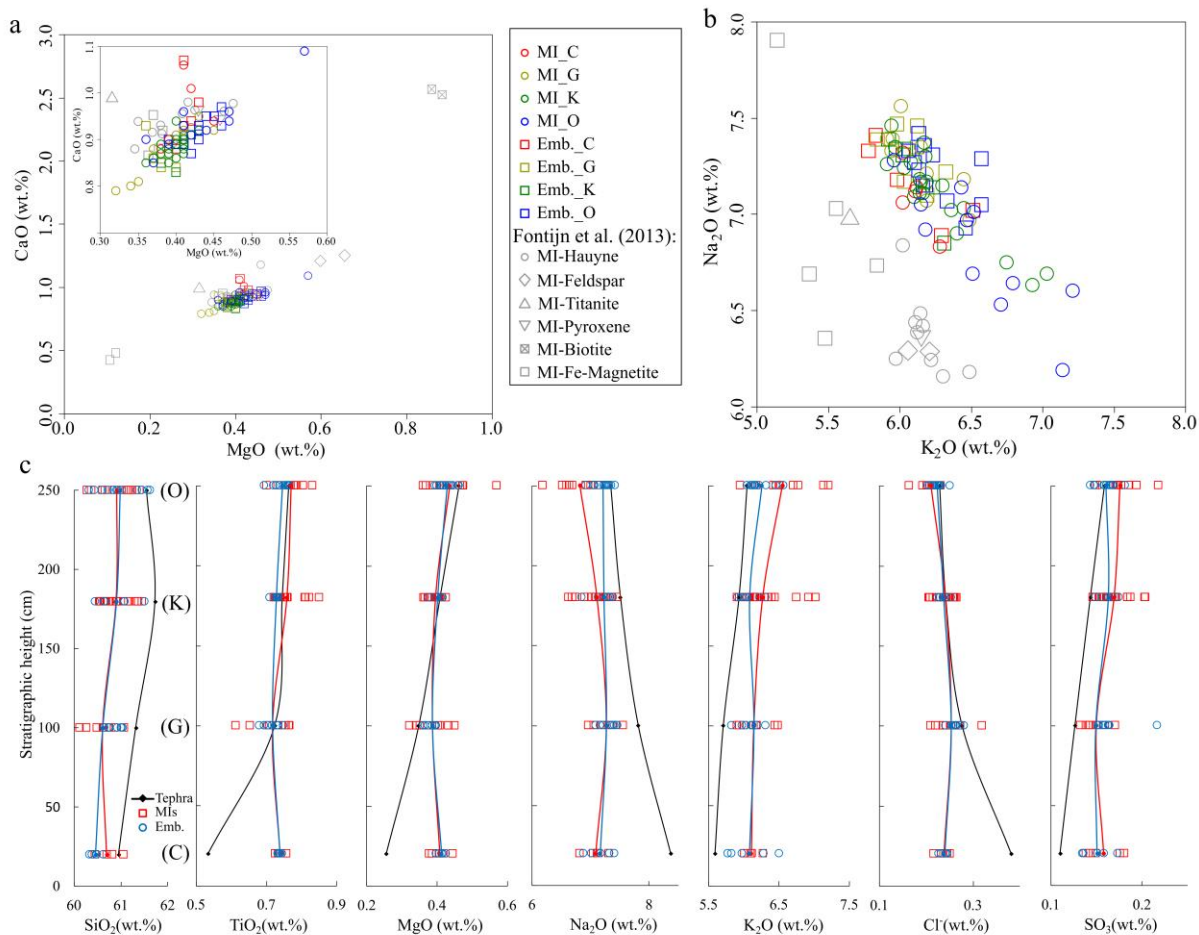 a
CaO (wt.%)
3.0
2.5
2.0
1.5
1.0
0.5
0.0
0.0 0.2 0.4 0.6 0.8 1.0
MgO (wt.%)
CaO (wt.%)
1.1
1.0
0.9
0.8
0.30 0.35 0.40 0.45 0.50 0.55 0.60
MgO (wt.%)
MI_C
MI_G
MI_K
MI_O
Emb._C
Emb._G
Emb._K
Emb._O
Fontijn et al. (2013):
MI-Hauyne
MI-Feldspar
MI-Titanite
MI-Pyroxene
MI-Biotite
MI-Fe-Magnetite
b
Na₂O (wt.%)
8.0
7.5
7.0
6.5
6.0
5.0 5.5 6.0 6.5 7.0 7.5 8.0
K₂O (wt.%)
c
Stratigraphic height (cm)
250
200
150
100
50
0
(O)
(K)
(G)
(C)
Tephra
MIs
Emb.
60 61 62
SiO₂(wt.%)
0.5 0.7 0.9
TiO₂(wt.%)
0.2 0.4 0.6
MgO(wt.%)
6 7 8
Na₂O(wt.%)
5.5 6.5 7.5
K₂O(wt.%)
0.1 0.3
Cl⁻(wt.%)
0.1 0.2
SO₃(wt.%)